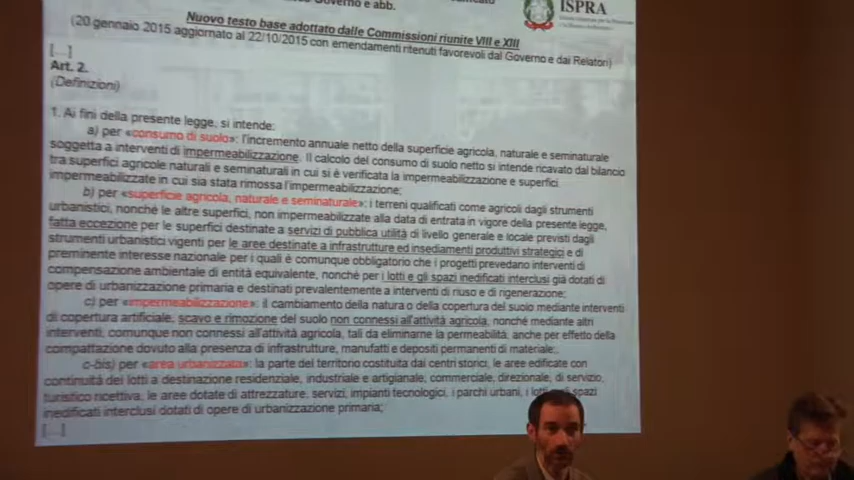 Governo e abb.
ISPRA
Nuovo testo base adottato dalle Commissioni riunite VIII e XIII
(20 gennaio 2015 aggiornato al 22/10/2015 con emendamenti ritenuti favorevoli dal Governo e dai Relatori)
[...]
Art. 2.
(Definizioni)
1. Ai fini della presente legge, si intende:
a) per «consumo di suolo»: l'incremento annuale netto della superficie agricola, naturale e seminaturale
soggetta a interventi di impermeabilizzazione. Il calcolo del consumo di suolo netto si intende ricavato dal bilancio
tra superfici agricole naturali e seminaturali in cui si è verificata la impermeabilizzazione e superfici
impermeabilizzate in cui sia stata rimossa l'impermeabilizzazione;
b) per «superficie agricola, naturale e seminaturale»: i terreni qualificati come agricoli dagli strumenti
urbanistici, nonché le altre superfici, non impermeabilizzate alla data di entrata in vigore della presente legge,
fatta eccezione per le superfici destinate a servizi di pubblica utilità di livello generale e locale previsti dagli
strumenti urbanistici vigenti per le aree destinate a infrastrutture ed insediamenti produttivi strategici e di
preminente interesse nazionale per i quali è comunque obbligatorio che i progetti prevedano interventi di
compensazione ambientale di entità equivalente, nonché per i lotti e gli spazi inedificati interclusi già dotati di
opere di urbanizzazione primaria e destinati prevalentemente a interventi di riuso e di rigenerazione;
c) per «impermeabilizzazione»: il cambiamento della natura o della copertura del suolo mediante interventi
di copertura artificiale, scavo e rimozione del suolo non connessi all'attività agricola, nonché mediante altri
interventi, comunque non connessi all'attività agricola, tali da eliminarne la permeabilità, anche per effetto della
compattazione dovuto alla presenza di infrastrutture, manufatti e depositi permanenti di materiale;
c-bis) per «area urbanizzata»: la parte del territorio costituita dai centri storici, le aree edificate con
continuità dei lotti a destinazione residenziale, industriale e artigianale, commerciale, direzionale, di servizio,
turistico ricettiva, le aree dotate di attrezzature, servizi, impianti tecnologici, i parchi urbani, i spazi
inedificati interclusi dotati di opere di urbanizzazione primaria;
[...]